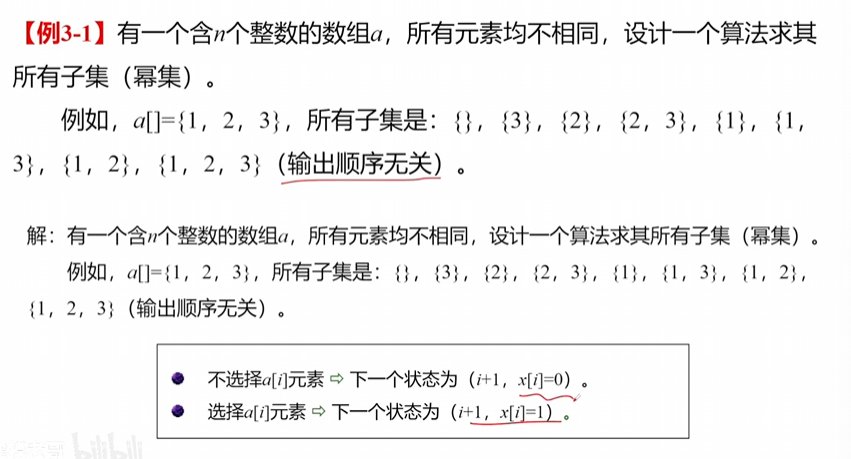 【例3-1】有一个含n个整数的数组a，所有元素均不相同，设计一个算法求其
所有子集（幂集）。
例如，a[]={1，2，3}，所有子集是：{}，{3}，{2}，{2，3}，{1}，{1，
3}，{1，2}，{1，2，3}（输出顺序无关）。
解：有一个含n个整数的数组a，所有元素均不相同，设计一个算法求其所有子集（幂集）。
例如，a[]={1，2，3}，所有子集是：{}，{3}，{2}，{2，3}，{1}，{1，3}，{1，2}，
{1，2，3}（输出顺序无关）。
不选择a[i]元素 ⇨ 下一个状态为（i+1，x[i]=0）。
选择a[i]元素 ⇨ 下一个状态为（i+1，x[i]=1）。
bilibili